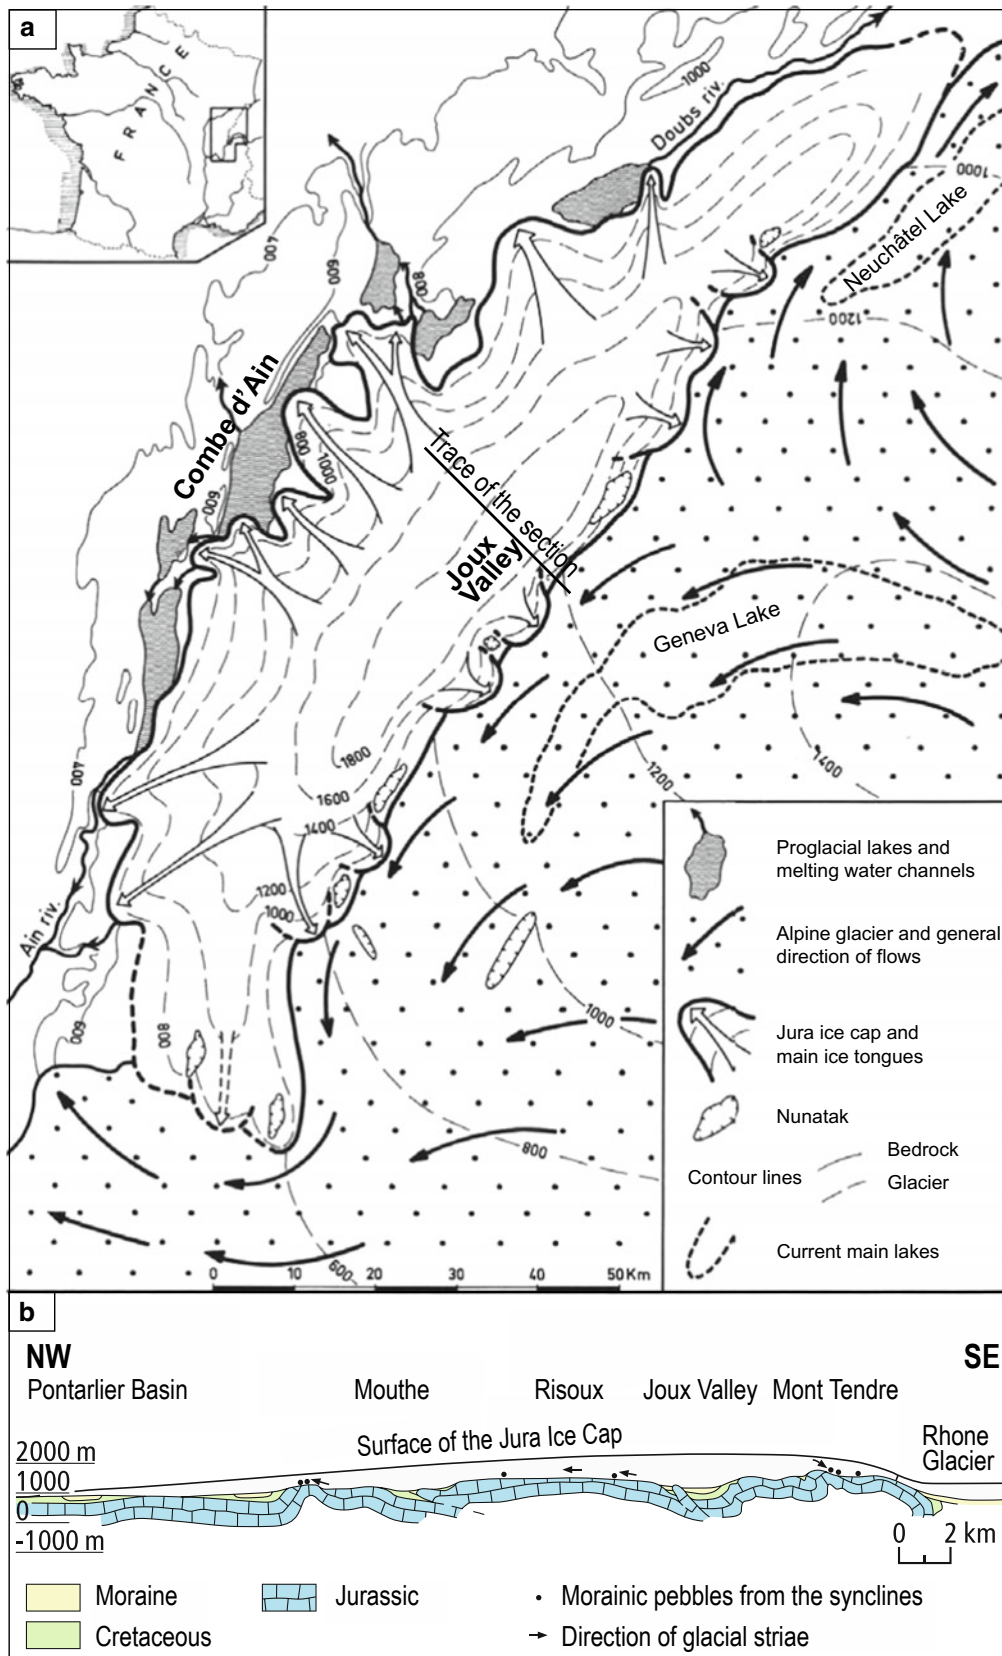 a
FRANCE
1000
Doubs riv.
1000
Neuchâtel Lake
1200
400
600
800
Combe d'Ain
800
1000
600
Trace of the section
Joux
Valley
Geneva Lake
1800
1600
1400
1200
1000
400
1200
1400
Ain riv.
600
800
1000
800
600
Proglacial lakes and
melting water channels
Alpine glacier and general
direction of flows
Jura ice cap and
main ice tongues
Nunatak
Contour lines
Bedrock
Glacier
Current main lakes
0 10 20 30 40 50 Km
b
NW SE
Pontarlier Basin Mouthe Risoux Joux Valley Mont Tendre
Surface of the Jura Ice Cap
Rhone
Glacier
2000 m
1000
0
-1000 m
0 2 km
Moraine
Jurassic
Morainic pebbles from the synclines
Cretaceous
Direction of glacial striae